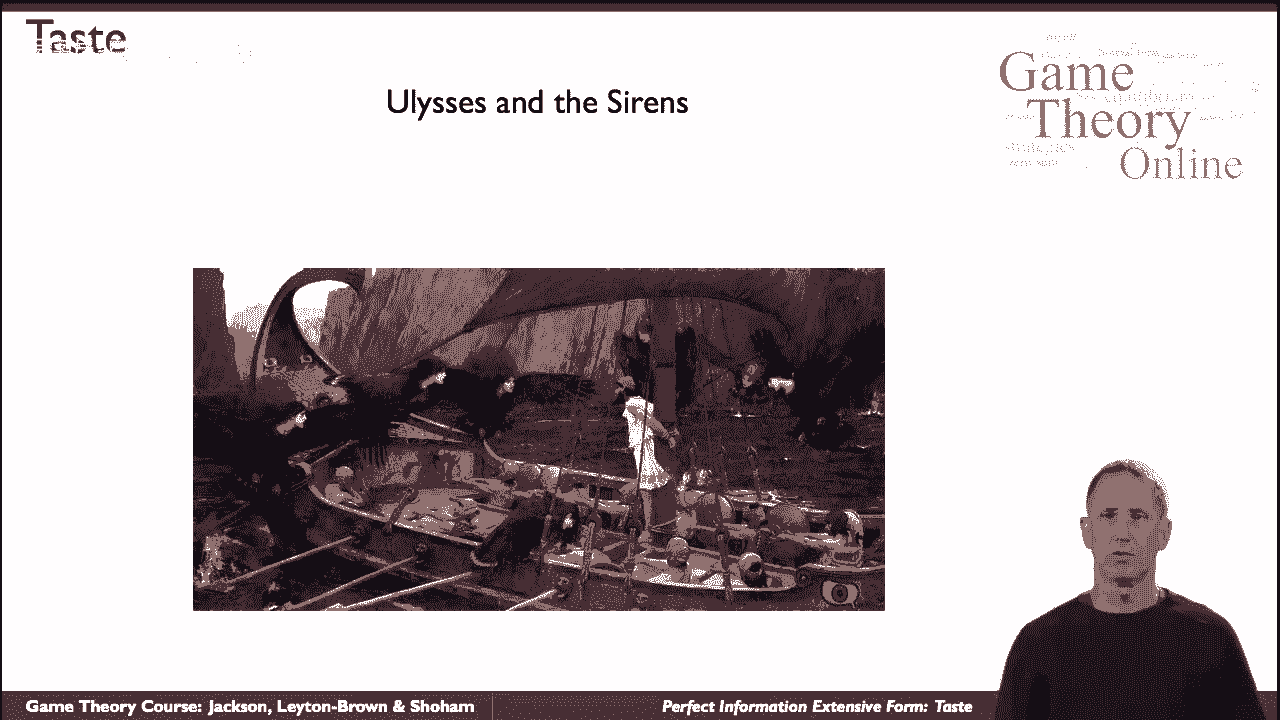 Taste
Ulysses and the Sirens
Game
Theory
Online
Game Theory Course: Jackson, Leyton-Brown & Shoham
Perfect Information Extensive Form: Taste